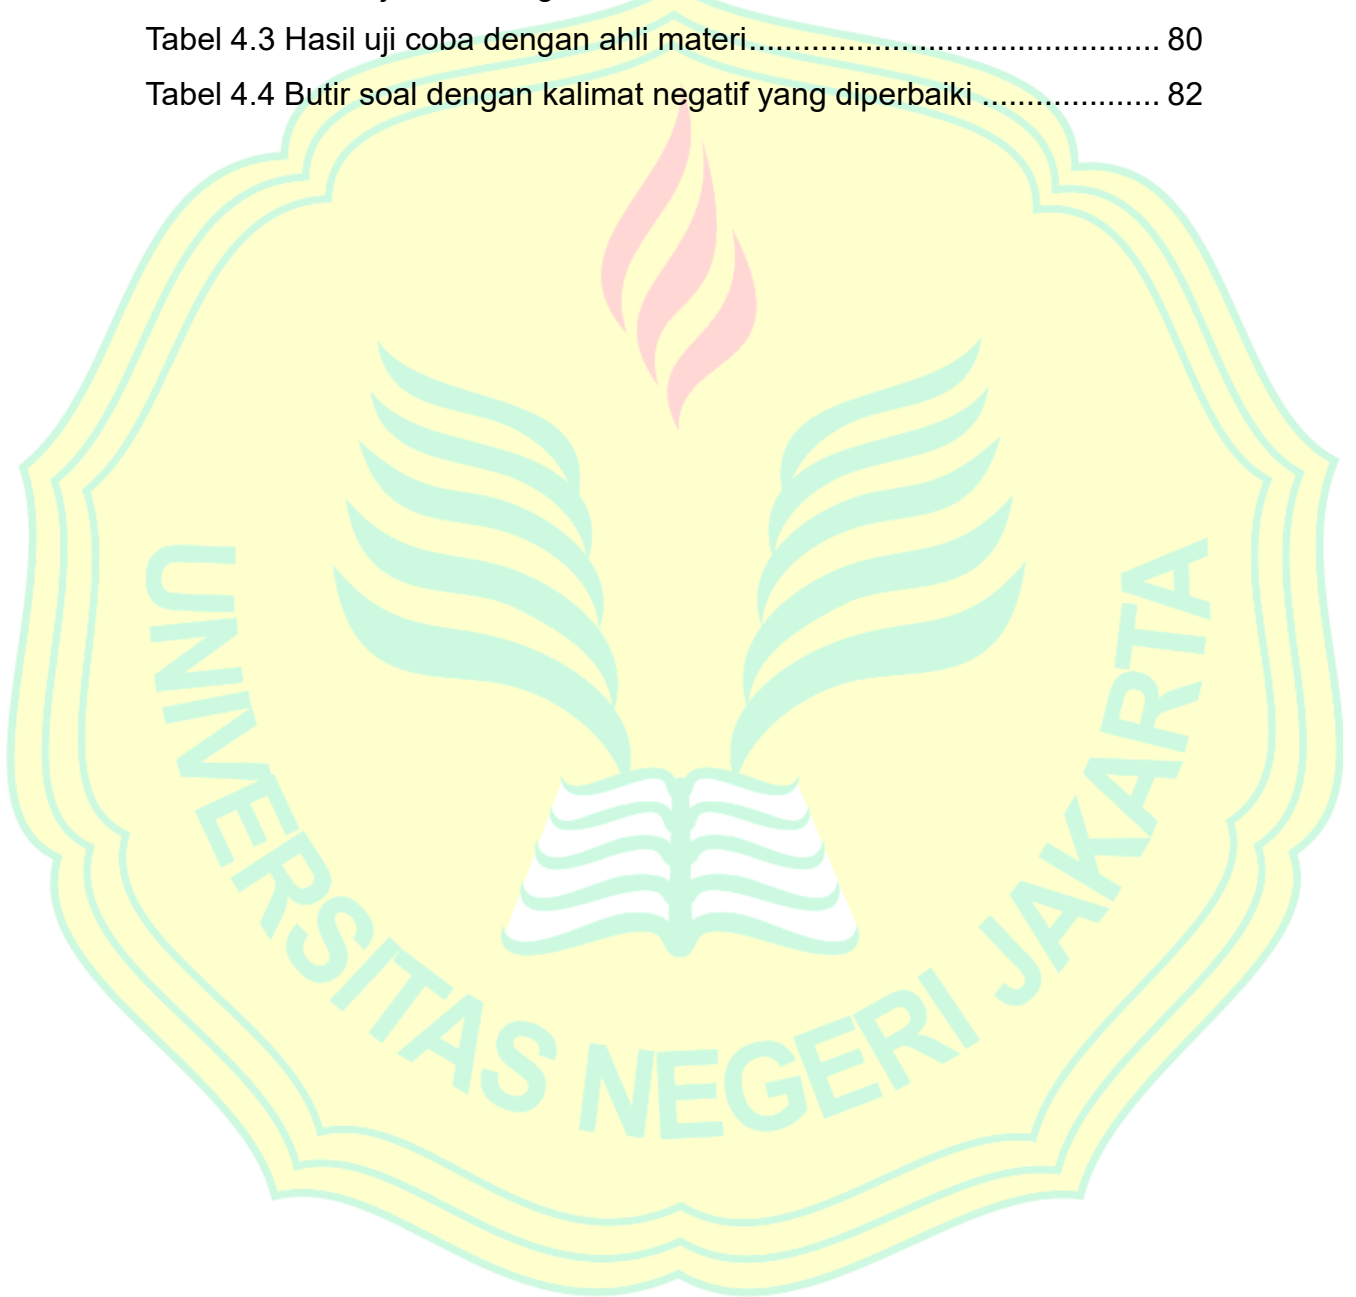 Tabel 4.3 Hasil uji coba dengan ahli materi.............................................. 80
Tabel 4.4 Butir soal dengan kalimat negatif yang diperbaiki .................... 82
UNIVERSITAS NEGERI JAKARTA